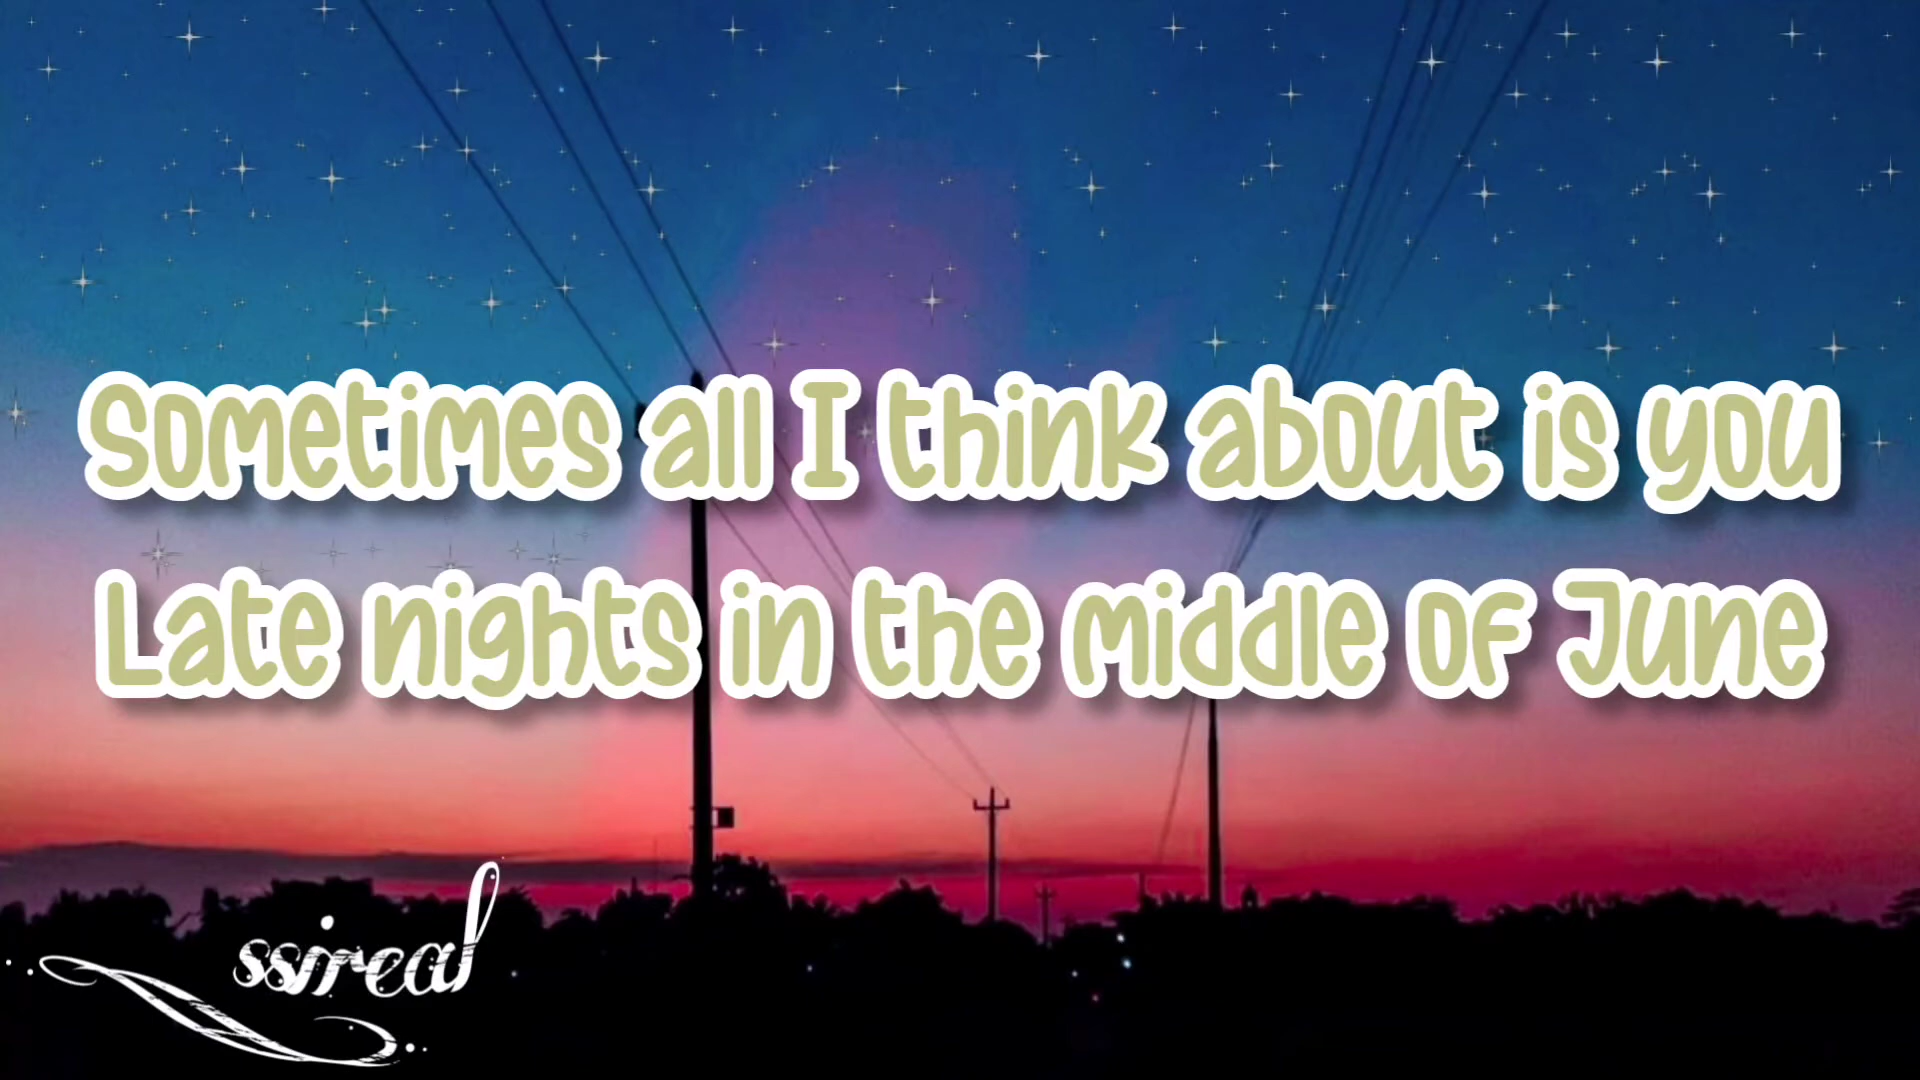 Sometimes all I think about is you
Late nights in the middle of June
ssireal